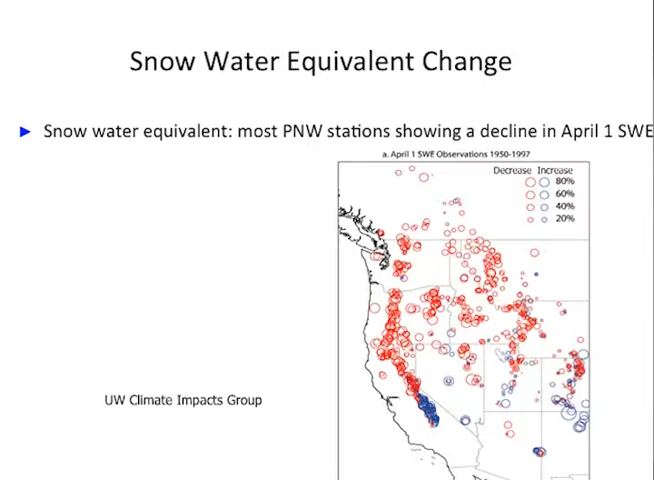 Snow Water Equivalent Change
► Snow water equivalent: most PNW stations showing a decline in April 1 SWE
a. April 1 SWE Observations 1950-1997
Decrease Increase
80%
60%
40%
20%
UW Climate Impacts Group